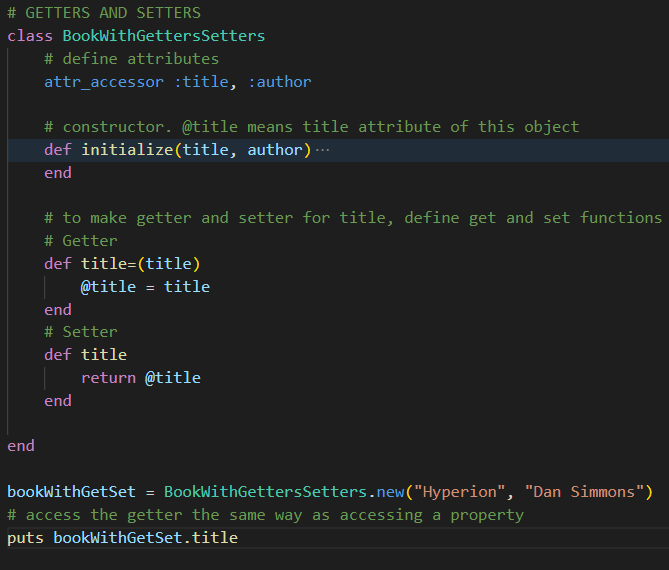 # GETTERS AND SETTERS
class BookWithGettersSetters
# define attributes
attr_accessor :title, :author
# constructor. @title means title attribute of this object
def initialize(title, author)…
end
# to make getter and setter for title, define get and set functions
# Getter
def title=(title)
@title = title
end
# Setter
def title
return @title
end
end
bookWithGetSet = BookWithGettersSetters.new("Hyperion", "Dan Simmons")
# access the getter the same way as accessing a property
puts bookWithGetSet.title